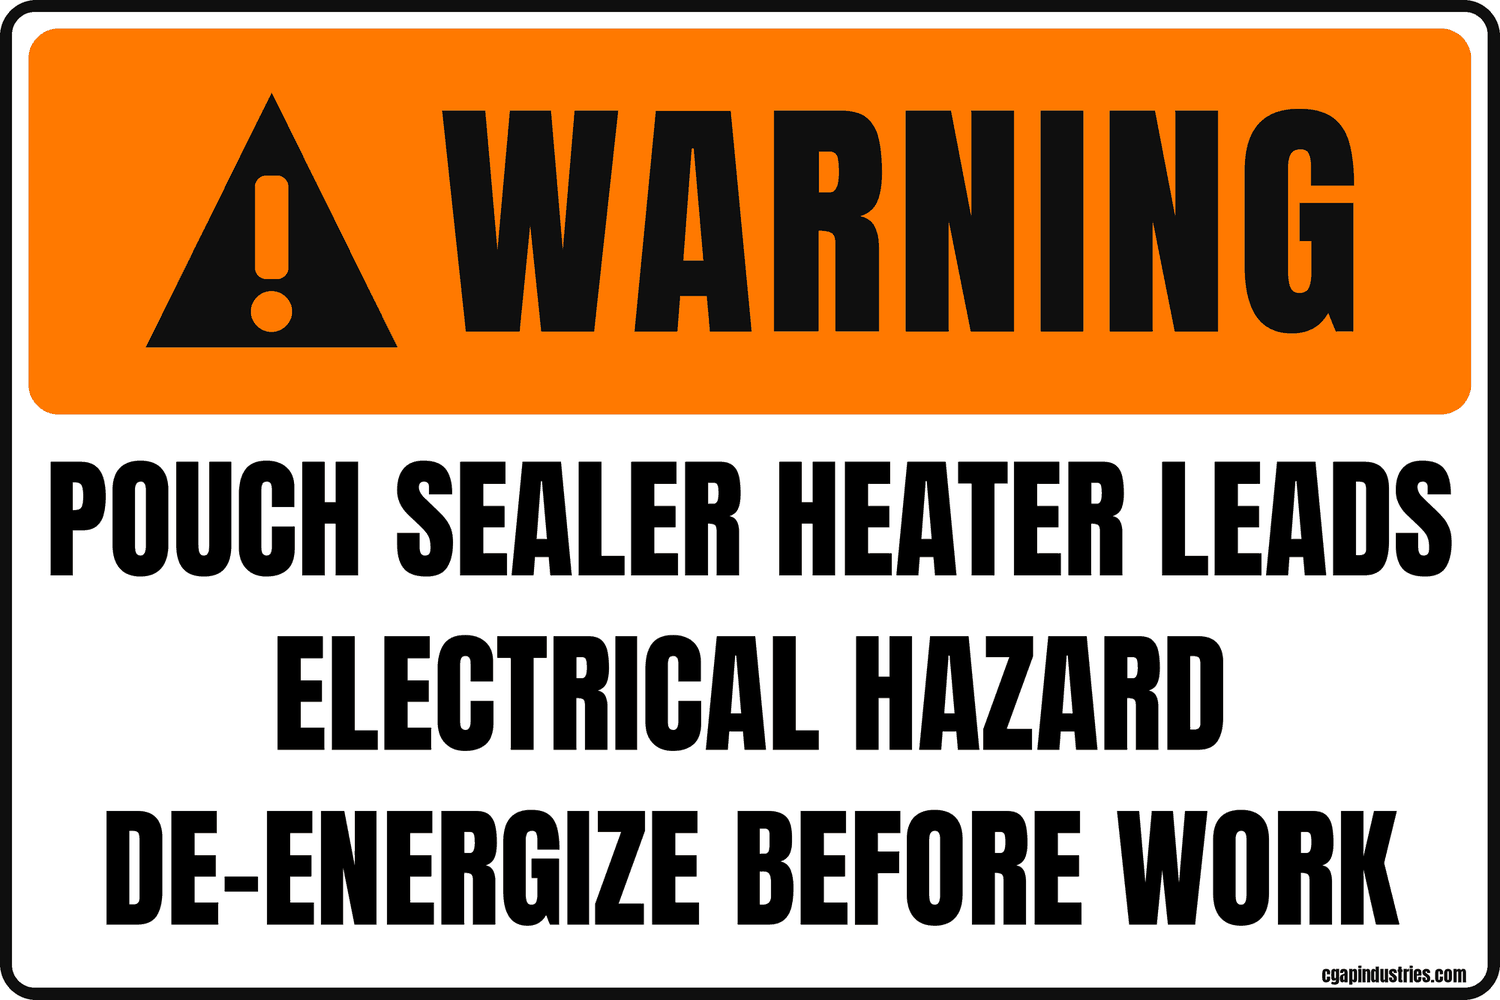 WARNING
POUCH SEALER HEATER LEADS
ELECTRICAL HAZARD
DE-ENERGIZE BEFORE WORK
cgapindustries.com